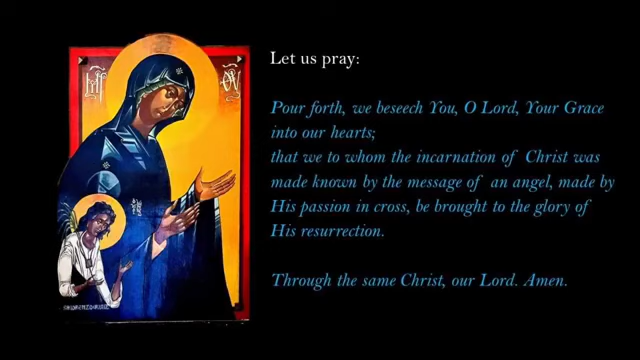 Let us pray:
Pour forth, we beseech You, O Lord, Your Grace
into our hearts;
that we to whom the incarnation of Christ was
made known by the message of an angel, made by
His passion in cross, be brought to the glory of
His resurrection.
Through the same Christ, our Lord. Amen.